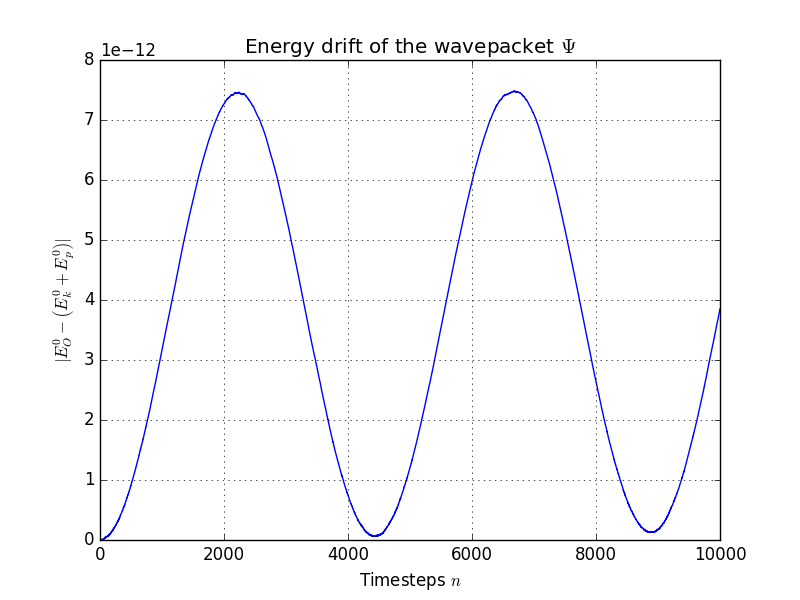 Energy drift of the wavepacket Ψ
1e−12
8
7
6
5
4
3
2
1
0
|E_O^0 − (E_k^0 + E_p^0)|
0 2000 4000 6000 8000 10000
Timesteps n